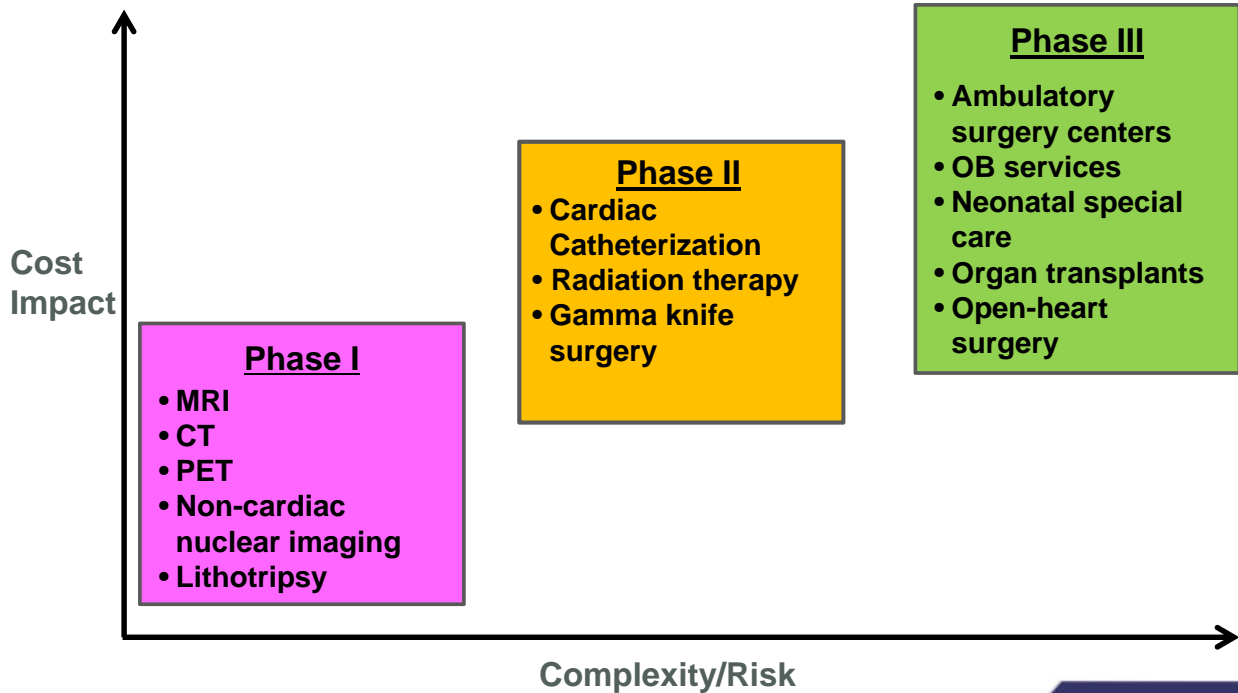 Cost
Impact
Phase I
• MRI
• CT
• PET
• Non-cardiac
nuclear imaging
• Lithotripsy
Phase II
• Cardiac
Catheterization
• Radiation therapy
• Gamma knife
surgery
Phase III
• Ambulatory
surgery centers
• OB services
• Neonatal special
care
• Organ transplants
• Open-heart
surgery
Complexity/Risk